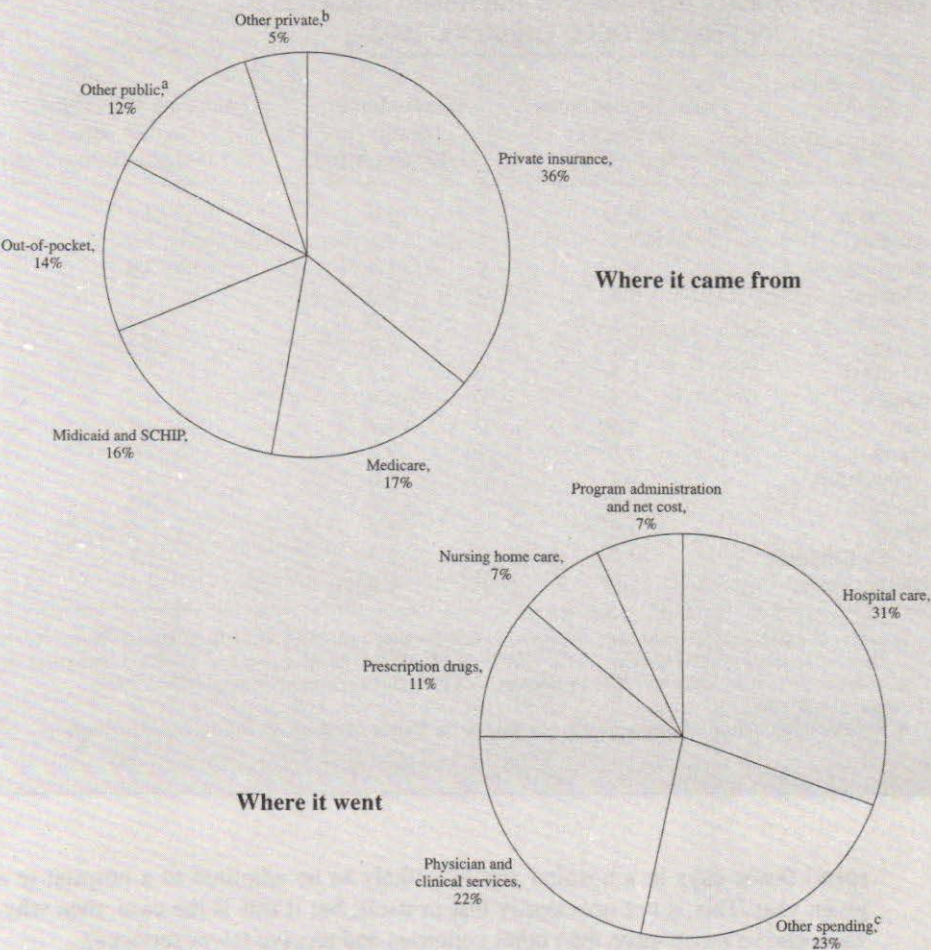 Other private,b
5%
Other public,a
12%
Private insurance,
36%
Out-of-pocket,
14%
Where it came from
Midicaid and SCHIP,
16%
Medicare,
17%
Program administration
and net cost,
7%
Nursing home care,
7%
Hospital care,
31%
Prescription drugs,
11%
Where it went
Physician and
clinical services,
22%
Other spending,c
23%